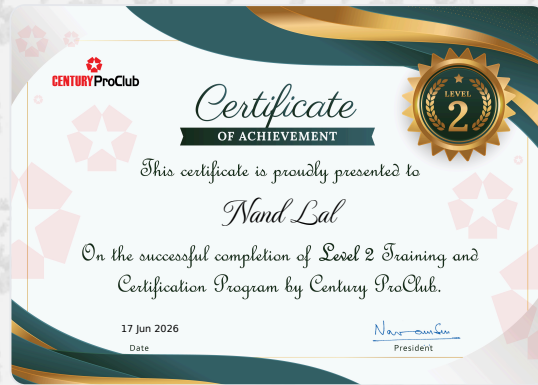 CENTURY ProClub
Certificate
OF ACHIEVEMENT
LEVEL
2
This certificate is proudly presented to
Nand Lal
On the successful completion of Level 2 Training and
Certification Program by Century ProClub.
17 Jun 2026
Date
President